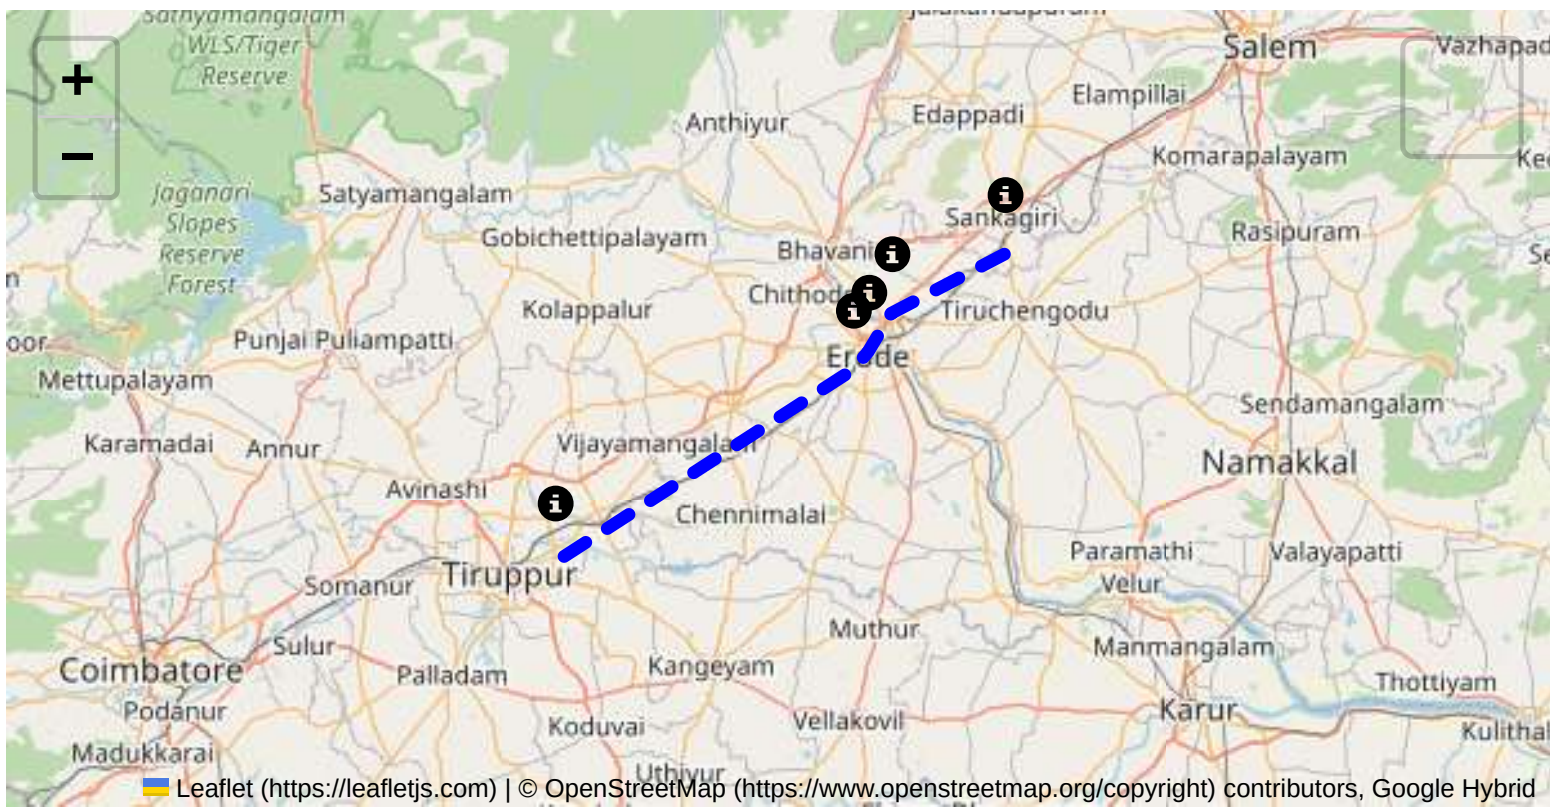 Sathyamangalam
WLS/Tiger
Reserve
Salem
Vazhapad
+
Elampillai
Edappadi
Anthiyur
−
Komarapalayam
Jaganari
Slopes
Reserve
Forest
Satyamangalam
Sankagiri
Rasipuram
Gobichettipalayam
Bhavani
Chithod
Kolappalur
Tiruchengodu
oor
Punjai Puliampatti
Erode
Mettupalayam
Sendamangalam
Karamadai
Annur
Vijayamangalam
Namakkal
Avinashi
Chennimalai
Paramathi
Velur
Valayapatti
Tiruppur
Somanur
Muthur
Sulur
Manmangalam
Coimbatore
Palladam
Kangeyam
Thottiyam
Podanur
Koduvai
Vellakovil
Karur
Kulithal
Madukkarai
Uthiyur
Leaflet (https://leafletjs.com) | © OpenStreetMap (https://www.openstreetmap.org/copyright) contributors, Google Hybrid